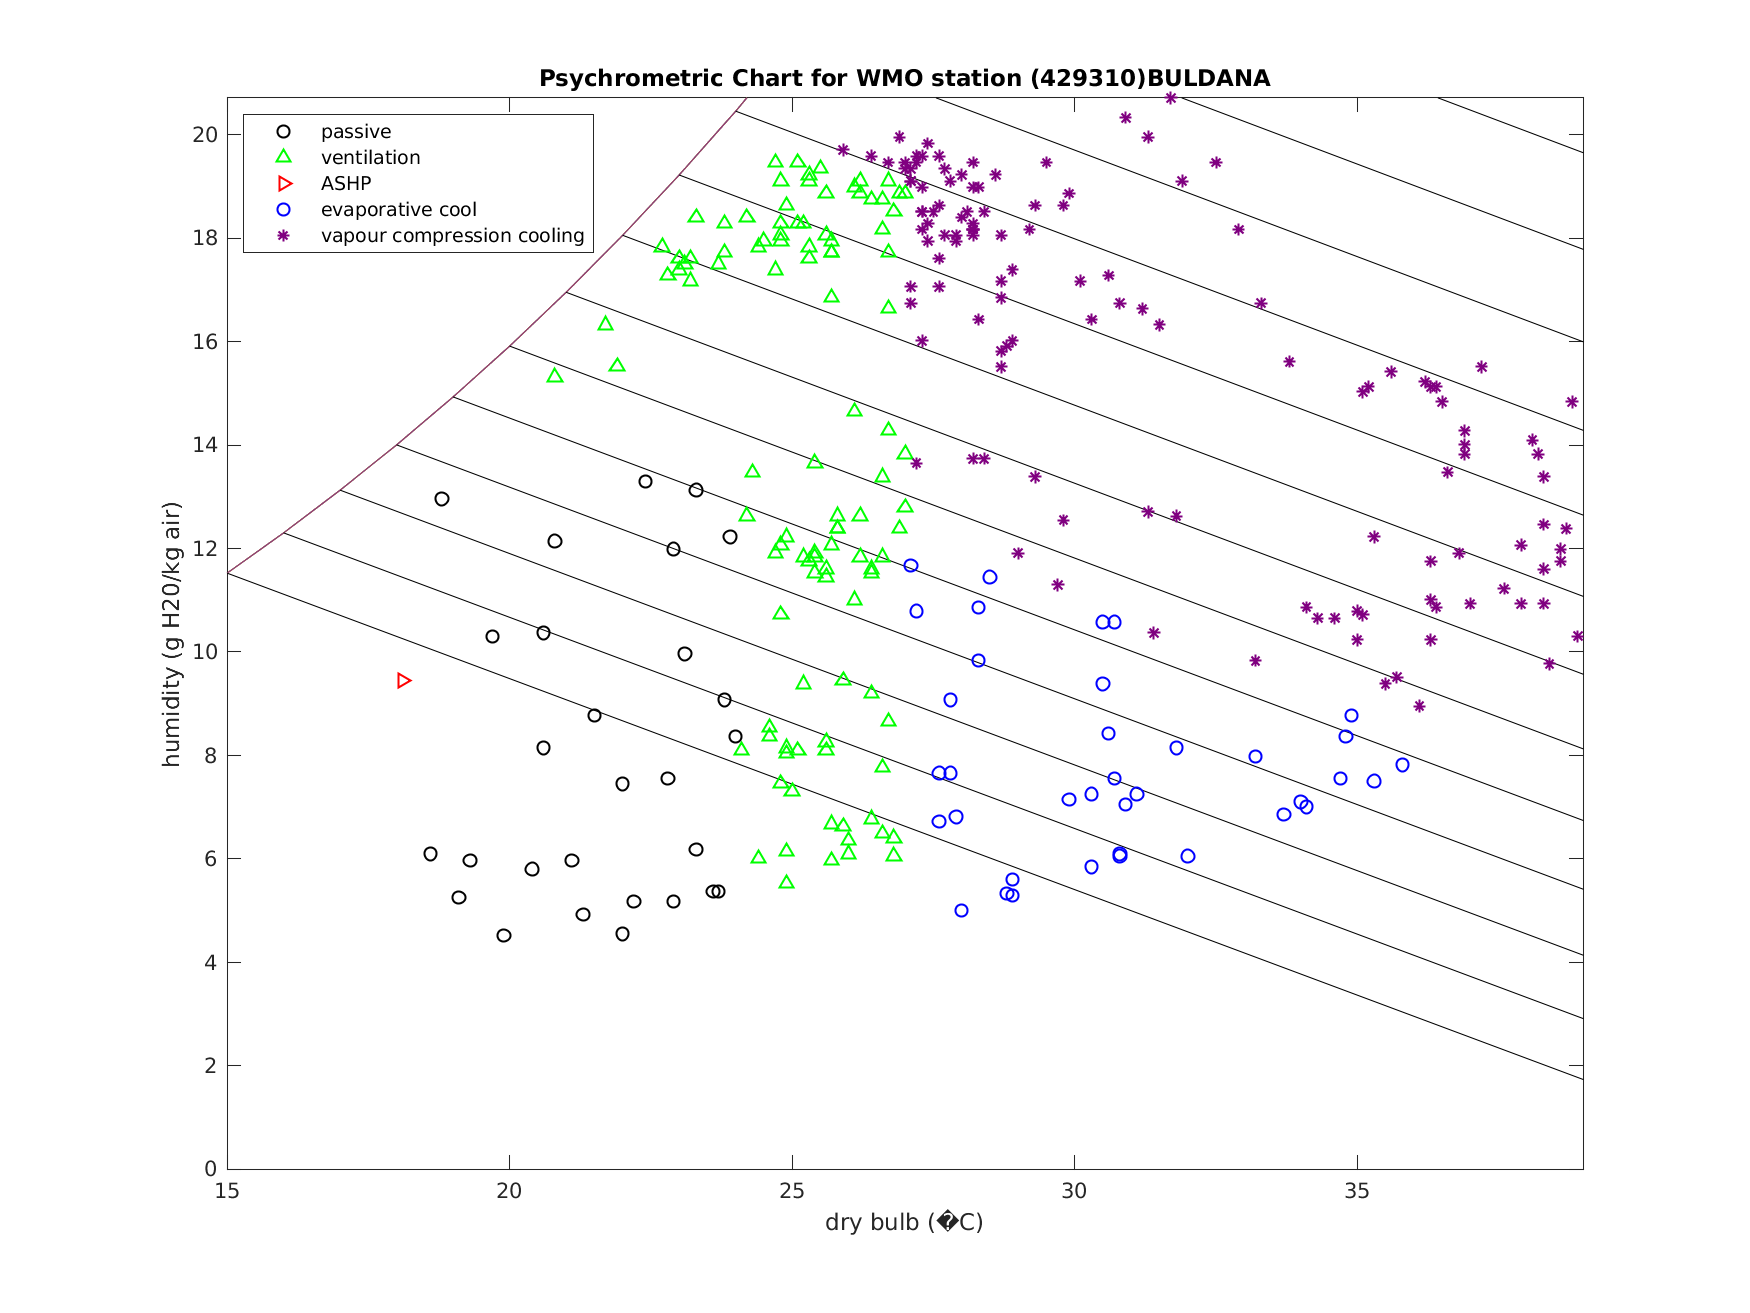 Psychrometric Chart for WMO station (429310)BULDANA
passive
ventilation
ASHP
evaporative cool
vapour compression cooling
humidity (g H20/kg air)
20
18
16
14
12
10
8
6
4
2
0
15 20 25 30 35
dry bulb (�C)